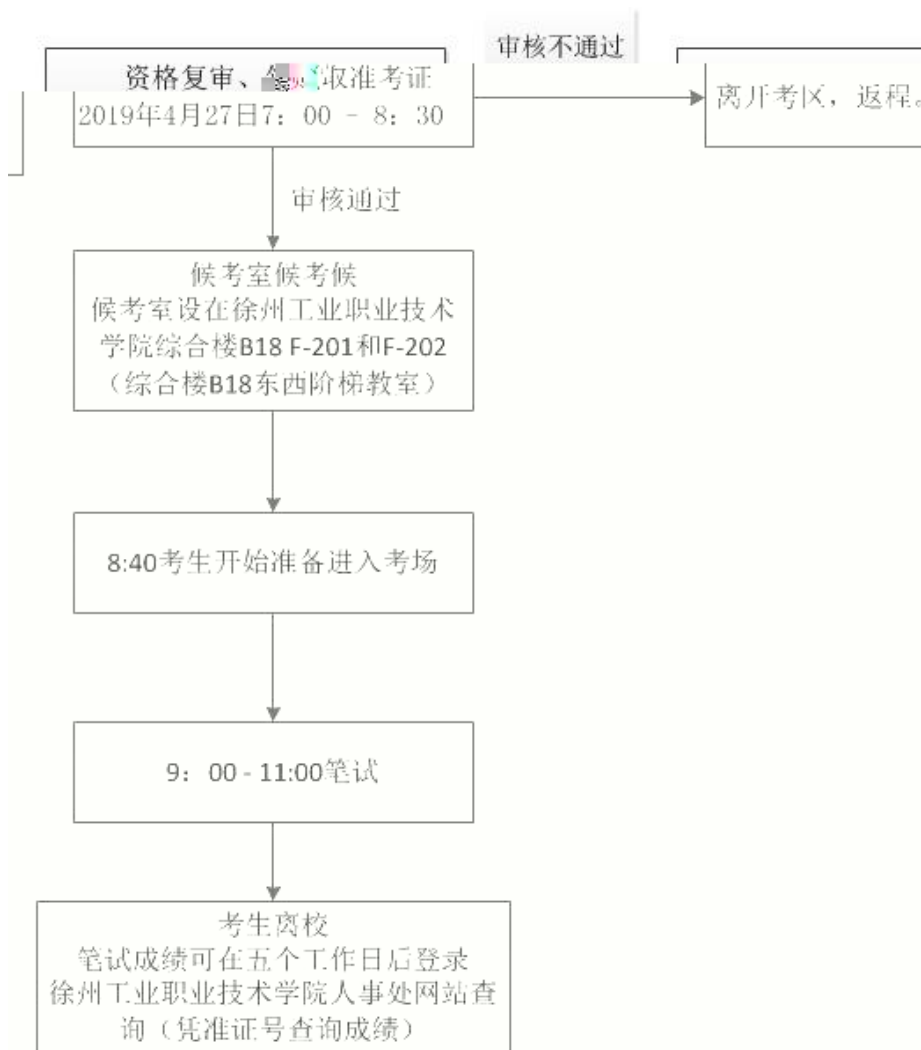 审核不通过
资格复审、取准考证
2019年4月27日7：00 - 8：30
离开考区，返程。
审核通过
候考室候考候
候考室设在徐州工业职业技术
学院综合楼B18 F-201和F-202
（综合楼B18东西阶梯教室）
8:40考生开始准备进入考场
9：00 - 11:00笔试
考生离校
笔试成绩可在五个工作日后登录
徐州工业职业技术学院人事处网站查
询（凭准证号查询成绩）